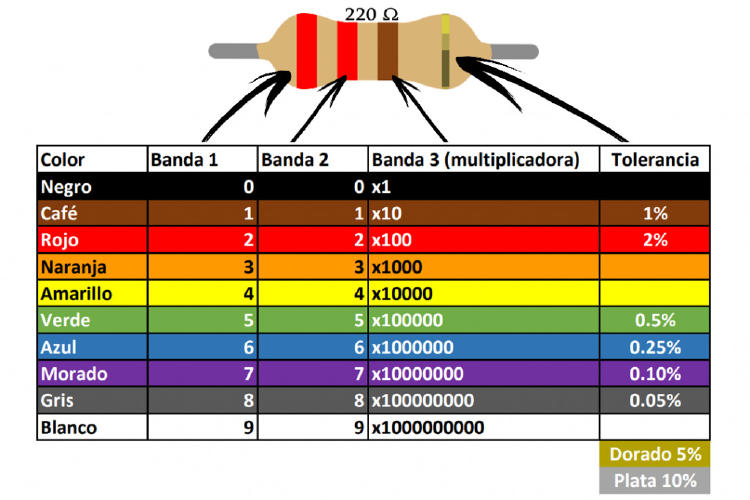 220 Ω
Color Banda 1 Banda 2 Banda 3 (multiplicadora) Tolerancia
Negro 0 0 x1
Café 1 1 x10 1%
Rojo 2 2 x100 2%
Naranja 3 3 x1000
Amarillo 4 4 x10000
Verde 5 5 x100000 0.5%
Azul 6 6 x1000000 0.25%
Morado 7 7 x10000000 0.10%
Gris 8 8 x100000000 0.05%
Blanco 9 9 x1000000000
Dorado 5%
Plata 10%